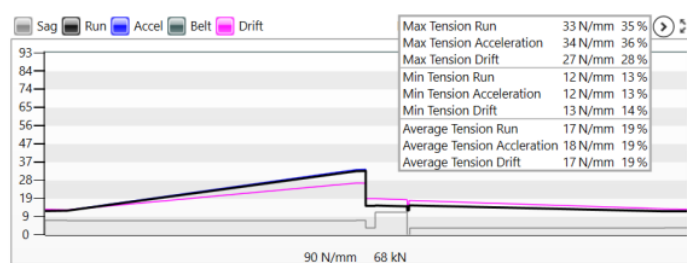 Sag Run Accel Belt Drift
Max Tension Run 33 N/mm 35 %
Max Tension Acceleration 34 N/mm 36 %
Max Tension Drift 27 N/mm 28 %
Min Tension Run 12 N/mm 13 %
Min Tension Acceleration 12 N/mm 13 %
Min Tension Drift 13 N/mm 14 %
Average Tension Run 17 N/mm 19 %
Average Tension Accleration 18 N/mm 19 %
Average Tension Drift 17 N/mm 19 %
93
84
74
65
56
47
37
28
19
9
0
90 N/mm 68 kN